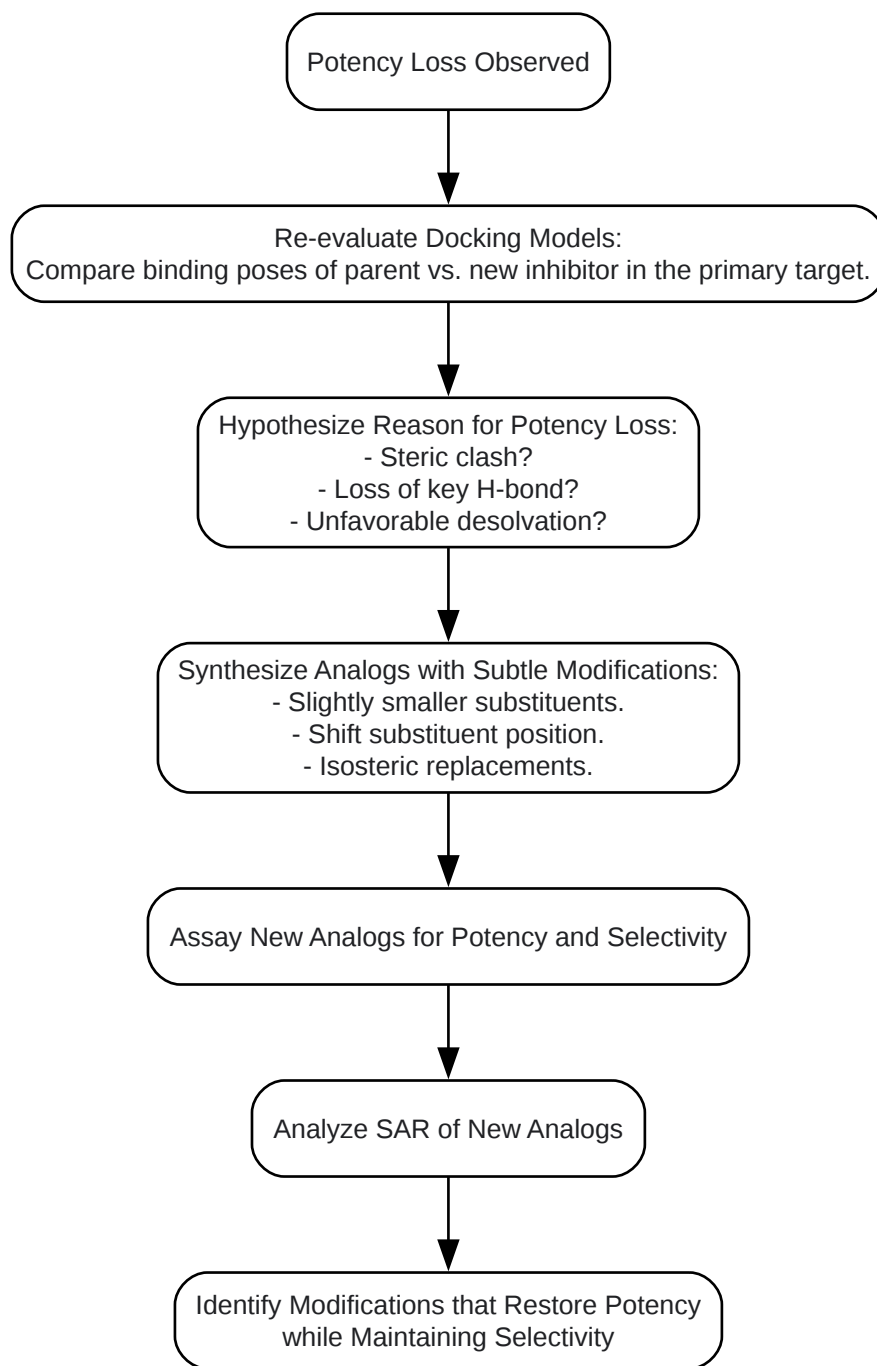 Potency Loss Observed
Re-evaluate Docking Models:
Compare binding poses of parent vs. new inhibitor in the primary target.
Hypothesize Reason for Potency Loss:
- Steric clash?
- Loss of key H-bond?
- Unfavorable desolvation?
Synthesize Analogs with Subtle Modifications:
- Slightly smaller substituents.
- Shift substituent position.
- Isosteric replacements.
Assay New Analogs for Potency and Selectivity
Analyze SAR of New Analogs
Identify Modifications that Restore Potency
while Maintaining Selectivity